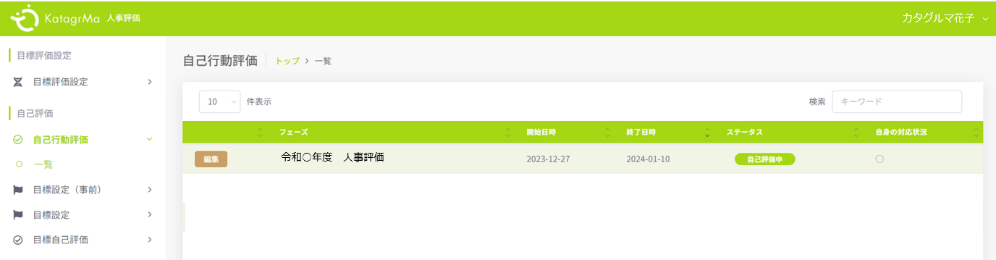 KatagrMa 人事評価
カタグルマ花子
目標評価設定
目標評価設定
自己評価
自己行動評価
一覧
目標設定（事前）
目標設定
目標自己評価
自己行動評価 トップ > 一覧
10 件表示 検索 キーワード
フェーズ 開始日時 終了日時 ステータス 自身の対応状況
編集 令和〇年度 人事評価 2023-12-27 2024-01-10 自己評価中 〇